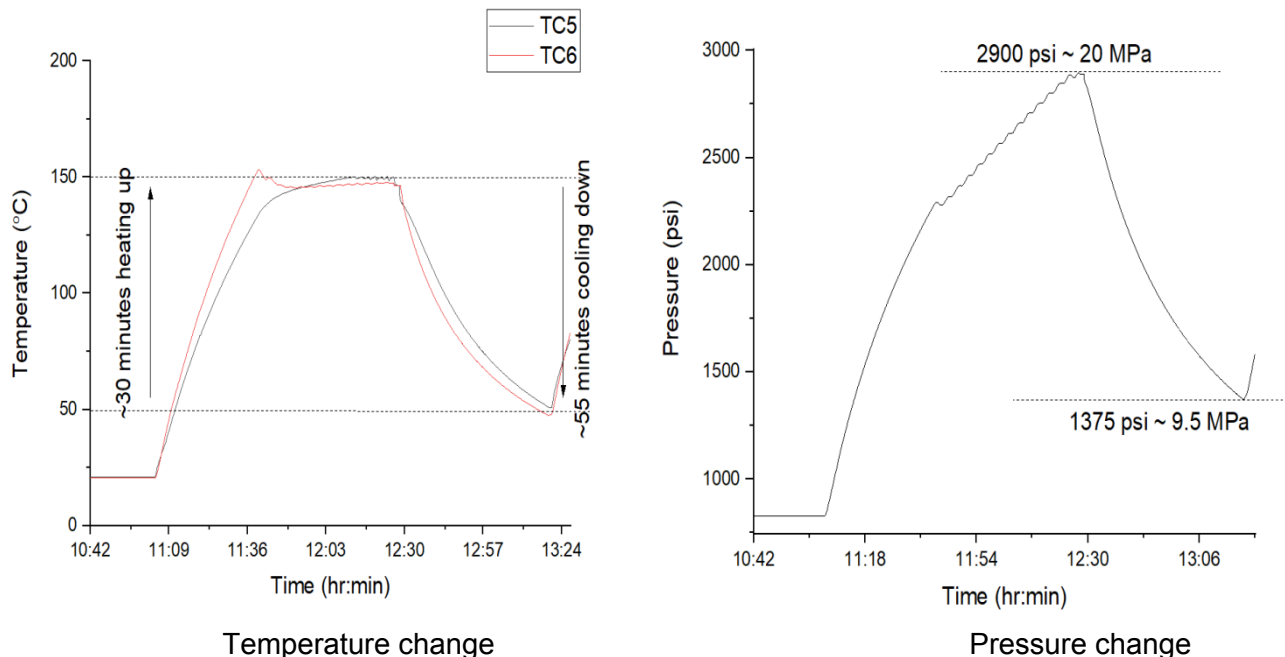 TC5
TC6
200
150
100
50
0
Temperature (°C)
~30 minutes heating up
~55 minutes cooling down
10:42 11:09 11:36 12:03 12:30 12:57 13:24
Time (hr:min)
Temperature change
3000
2500
2000
1500
1000
Pressure (psi)
2900 psi ~ 20 MPa
1375 psi ~ 9.5 MPa
10:42 11:18 11:54 12:30 13:06
Time (hr:min)
Pressure change